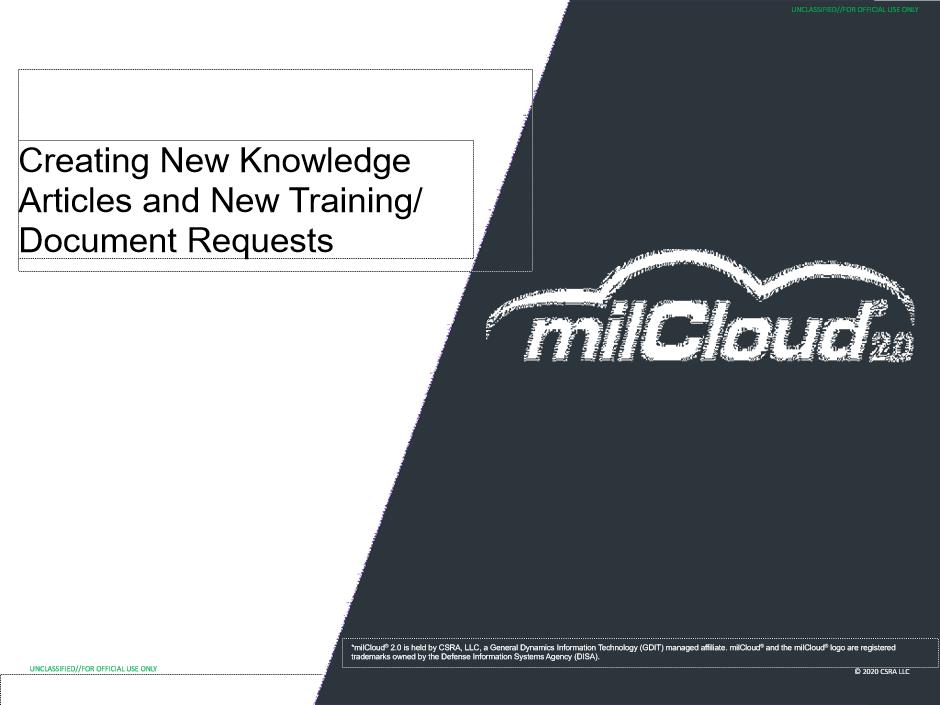 UNCLASSIFIED//FOR OFFICIAL USE ONLY
Creating New Knowledge
Articles and New Training/
Document Requests
milCloud® 2.0
*milCloud® 2.0 is held by CSRA, LLC, a General Dynamics Information Technology (GDIT) managed affiliate. milCloud® and the milCloud® logo are registered
trademarks owned by the Defense Information Systems Agency (DISA).
UNCLASSIFIED//FOR OFFICIAL USE ONLY
© 2020 CSRA LLC